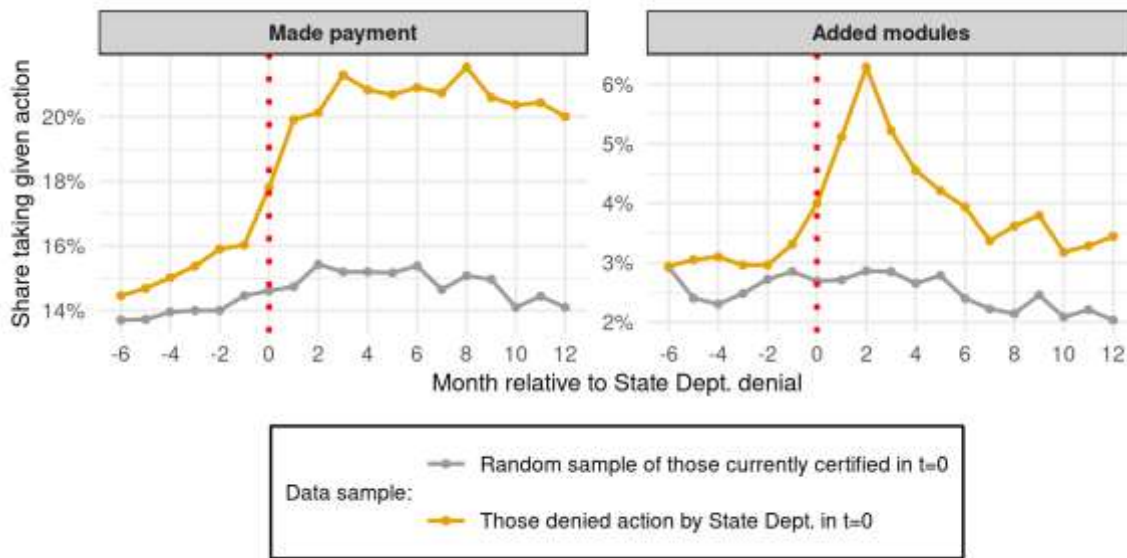 Made payment
Added modules
Share taking given action
20%
18%
16%
14%
6%
5%
4%
3%
2%
-6 -4 -2 0 2 4 6 8 10 12
-6 -4 -2 0 2 4 6 8 10 12
Month relative to State Dept. denial
Data sample:
Random sample of those currently certified in t=0
Those denied action by State Dept. in t=0